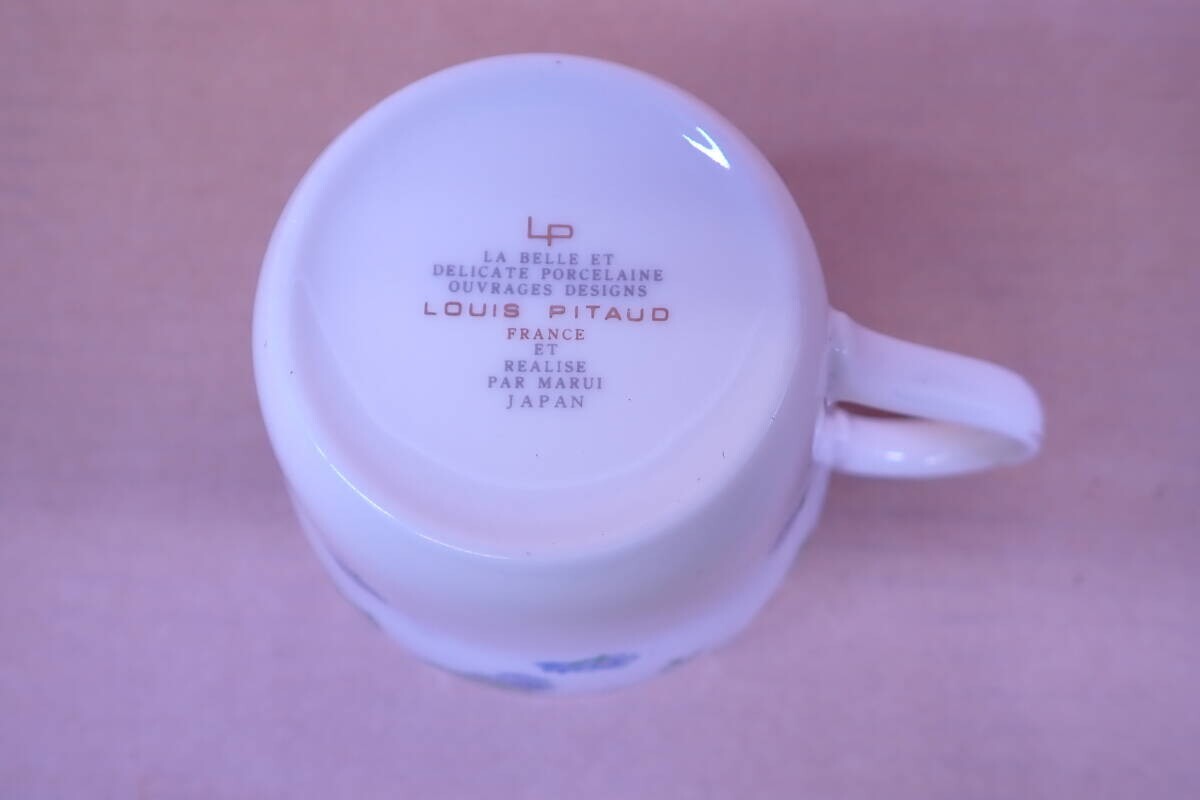 LP
LA BELLE ET
DELICATE PORCELAINE
OUVRAGES DESIGNS
LOUIS PITAUD
FRANCE
ET
REALISE
PAR MARUI
JAPAN